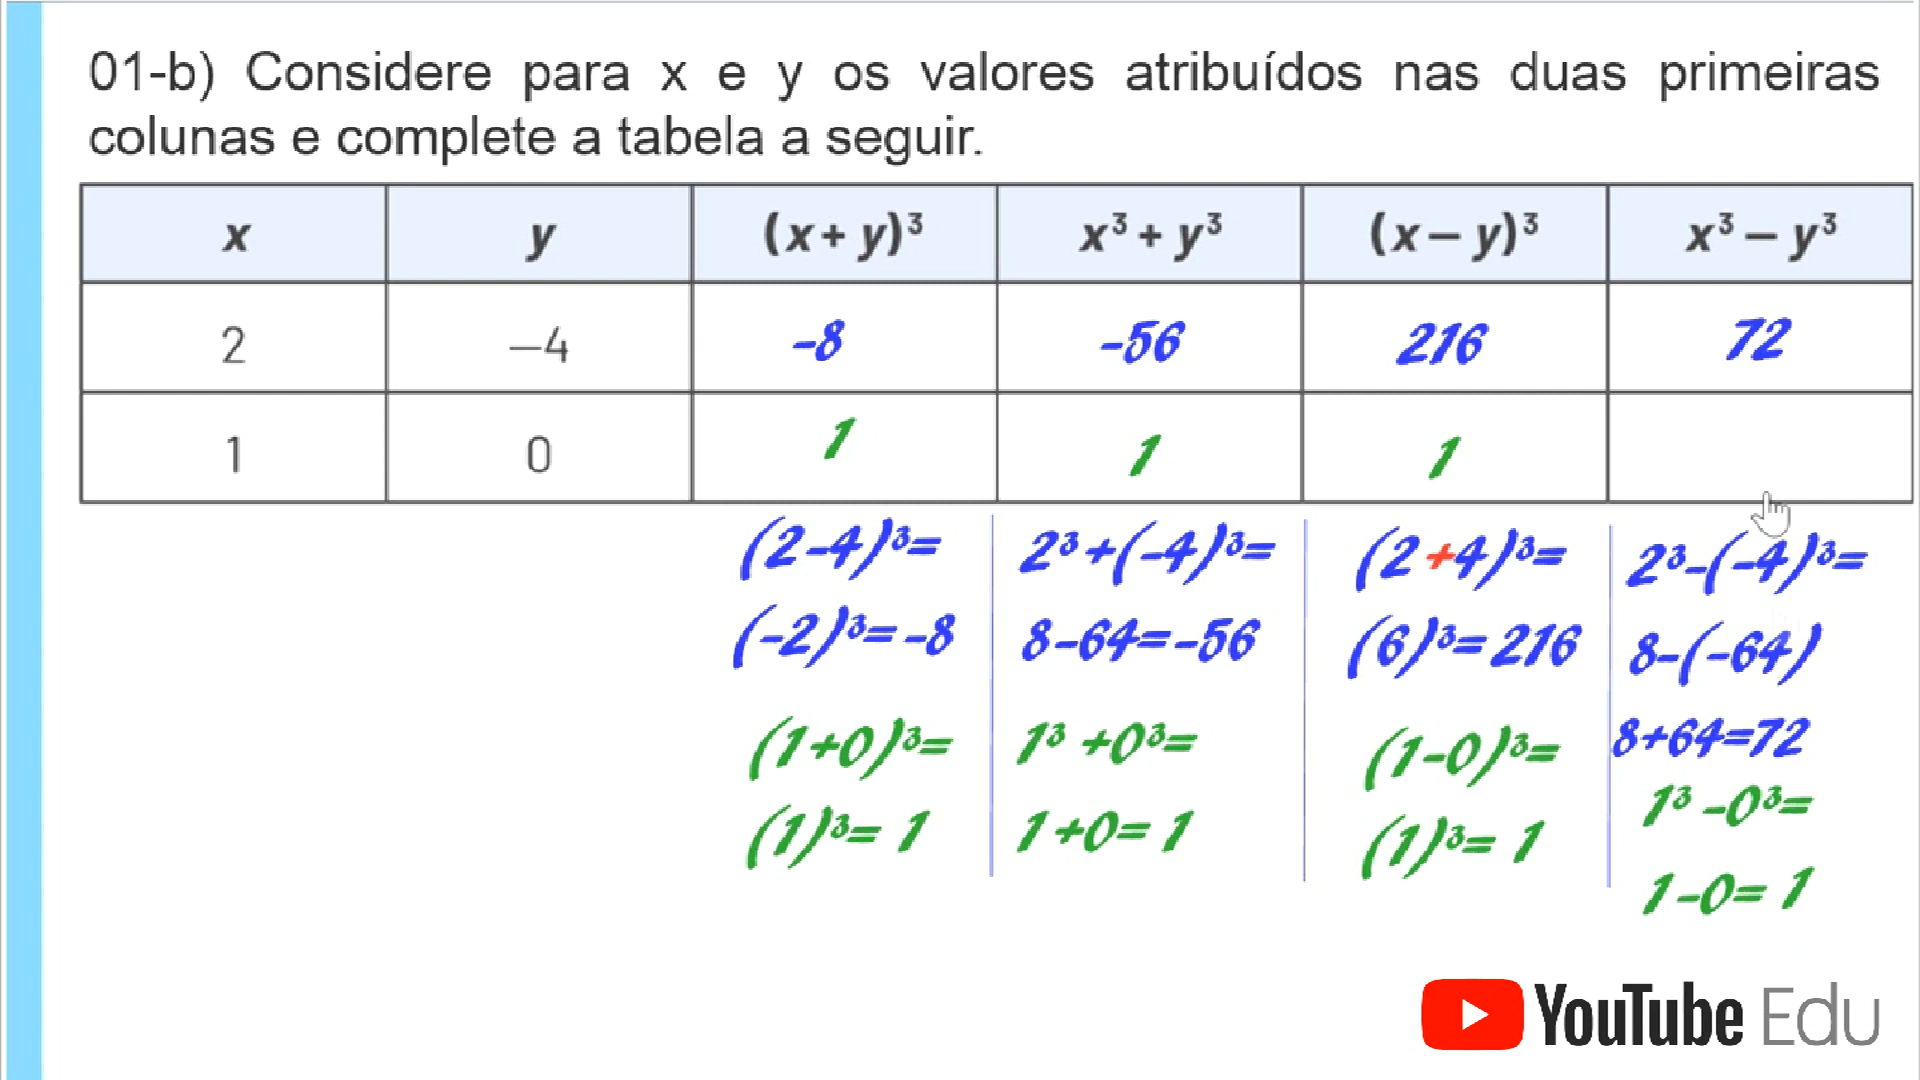 01-b) Considere para x e y os valores atribuídos nas duas primeiras
colunas e complete a tabela a seguir.
x y (x + y)³ x³ + y³ (x – y)³ x³ – y³
2 –4 -8 -56 216 72
1 0 1 1 1
(2-4)³= 2³+(-4)³= (2+4)³= 2³-(-4)³=
(-2)³= -8 8-64=-56 (6)³= 216 8-(-64)
8+64=72
(1+0)³= 1³ +0³= (1-0)³= 1³ -0³=
(1)³= 1 1+0= 1 (1)³= 1 1-0= 1
YouTube Edu